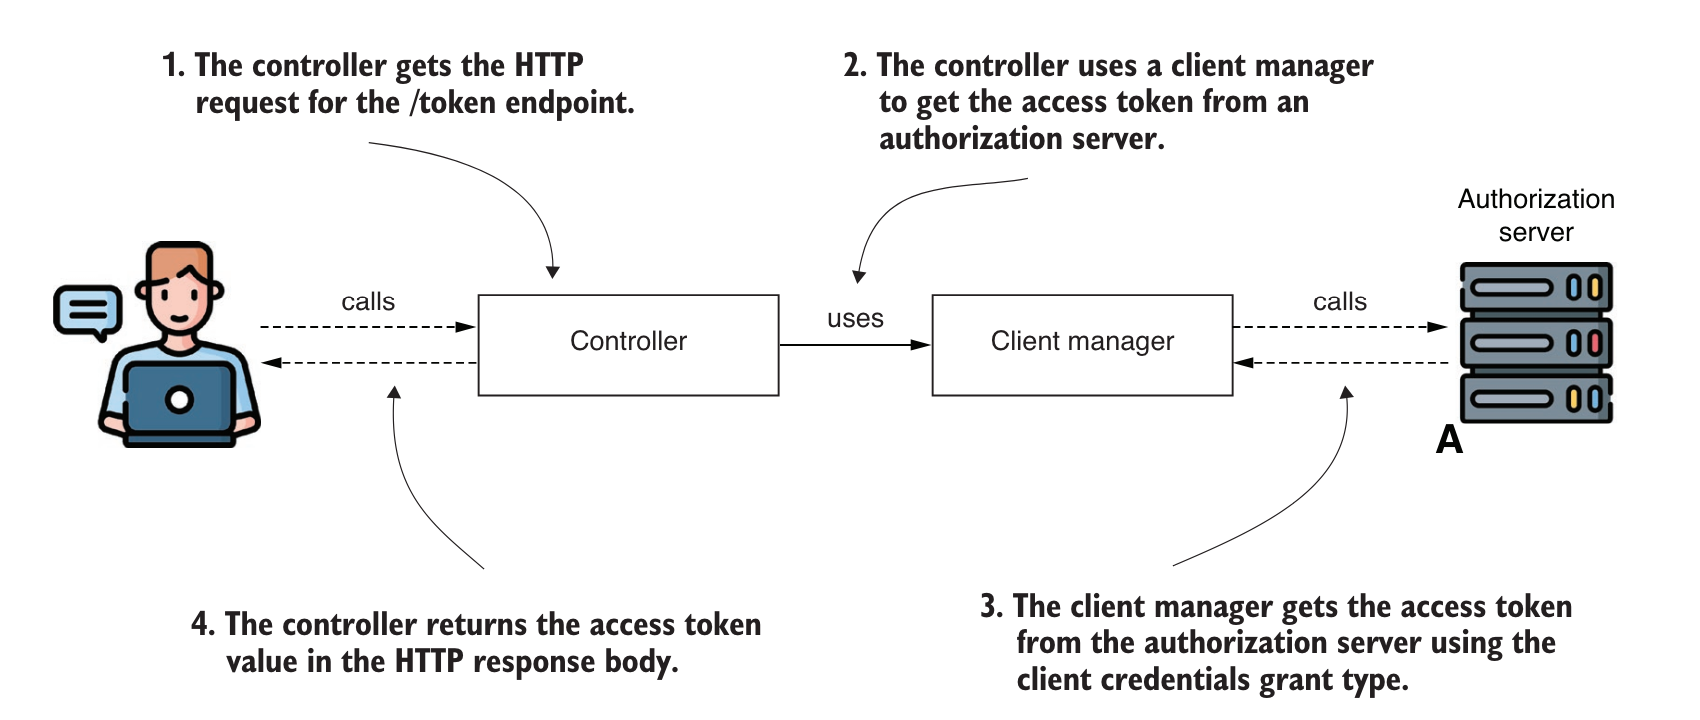 1. The controller gets the HTTP
request for the /token endpoint.
2. The controller uses a client manager
to get the access token from an
authorization server.
Authorization
server
calls
Controller
uses
Client manager
calls
A
4. The controller returns the access token
value in the HTTP response body.
3. The client manager gets the access token
from the authorization server using the
client credentials grant type.